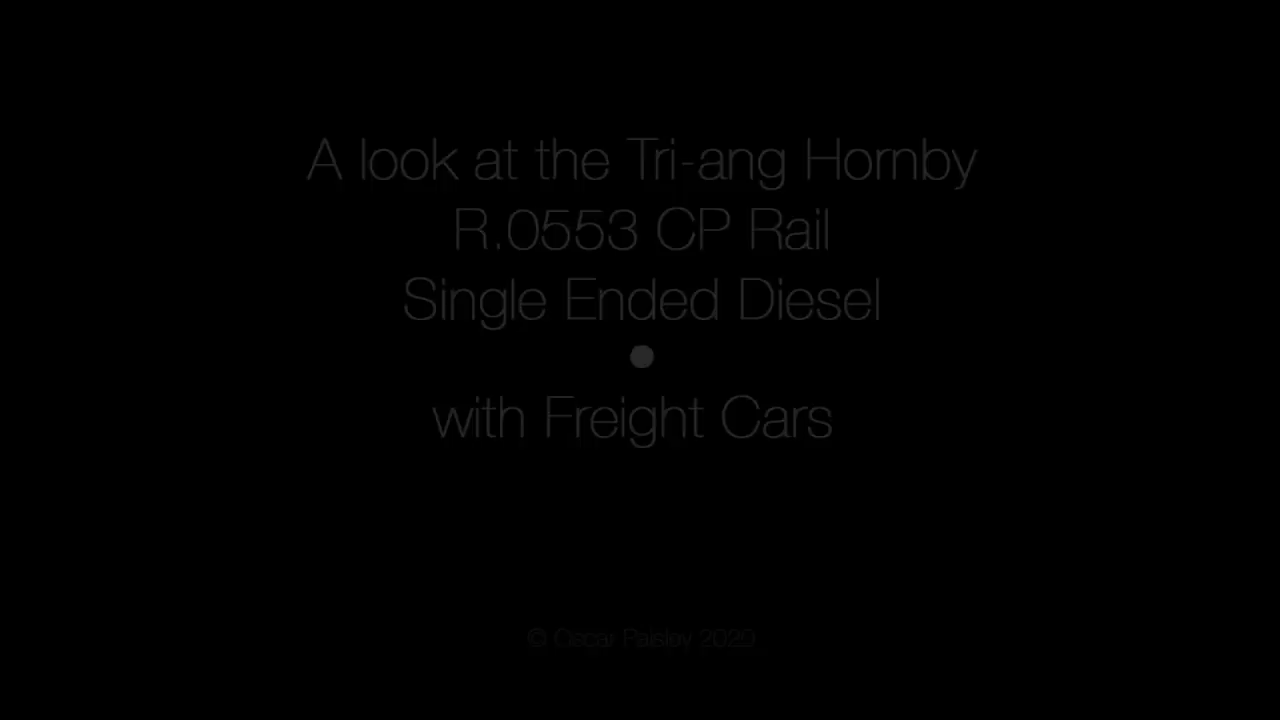 A look at the Tri-ang Hornby
R.0553 CP Rail
Single Ended Diesel
•
with Freight Cars
© Oscar Paisley 2020